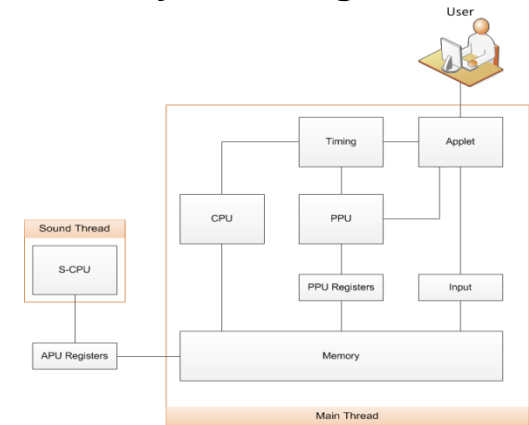 User
Timing
Applet
CPU
PPU
Sound Thread
S-CPU
PPU Registers
Input
APU Registers
Memory
Main Thread